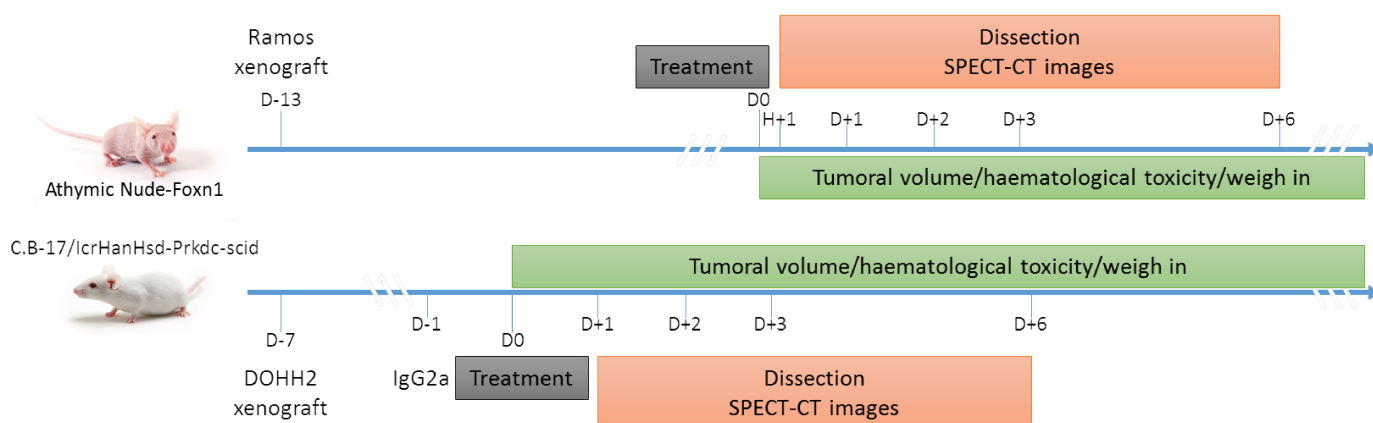 Ramos
xenograft
D-13
Treatment
Dissection
SPECT-CT images
D0
H+1
D+1
D+2
D+3
D+6
Athymic Nude-Foxn1
Tumoral volume/haematological toxicity/weigh in
C.B-17/IcrHanHsd-Prkdc-scid
Tumoral volume/haematological toxicity/weigh in
D-7
D-1
D0
D+1
D+2
D+3
D+6
DOHH2
xenograft
IgG2a
Treatment
Dissection
SPECT-CT images